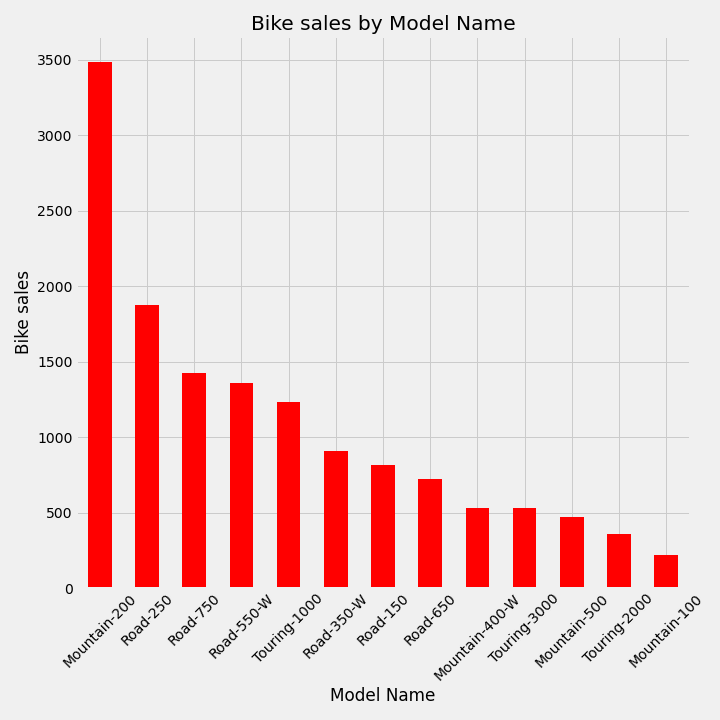 Bike sales by Model Name
3500
3000
2500
2000
1500
1000
500
0
Bike sales
Mountain-200
Road-250
Road-750
Road-550-W
Touring-1000
Road-350-W
Road-150
Road-650
Mountain-400-W
Touring-3000
Mountain-500
Touring-2000
Mountain-100
Model Name